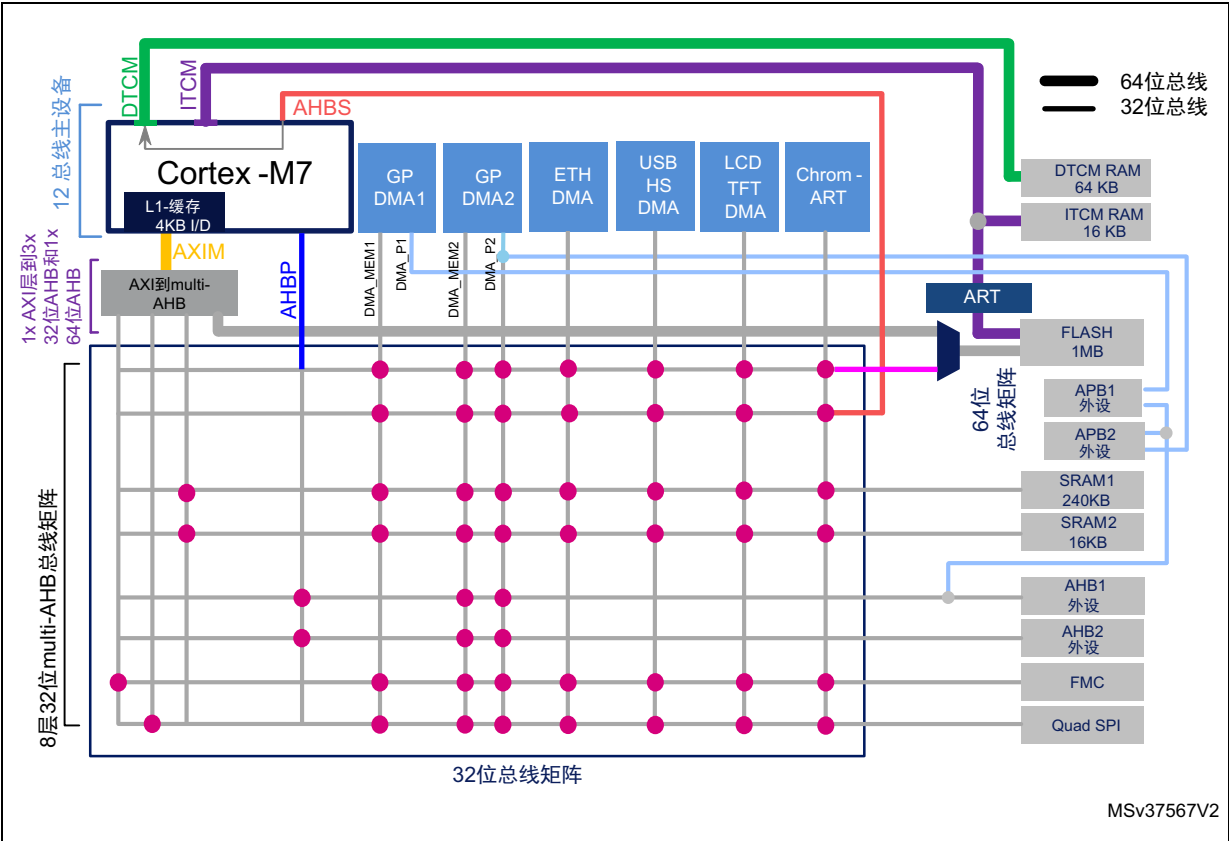 DTCM
ITCM
AHBS
64位总线
32位总线
12 总线主设备
Cortex -M7
L1-缓存
4KB I/D
GP
DMA1
GP
DMA2
ETH
DMA
USB
HS
DMA
LCD
TFT
DMA
Chrom -
ART
DTCM RAM
64 KB
ITCM RAM
16 KB
AXIM
AHBP
DMA_MEM1
DMA_P1
DMA_MEM2
DMA_P2
1x AXI层到3x
32位AHB和1x
64位AHB
AXI到multi-
AHB
ART
FLASH
1MB
64位
总线矩阵
APB1
外设
APB2
外设
SRAM1
240KB
SRAM2
16KB
AHB1
外设
AHB2
外设
FMC
Quad SPI
8层32位multi-AHB总线矩阵
32位总线矩阵
MSv37567V2